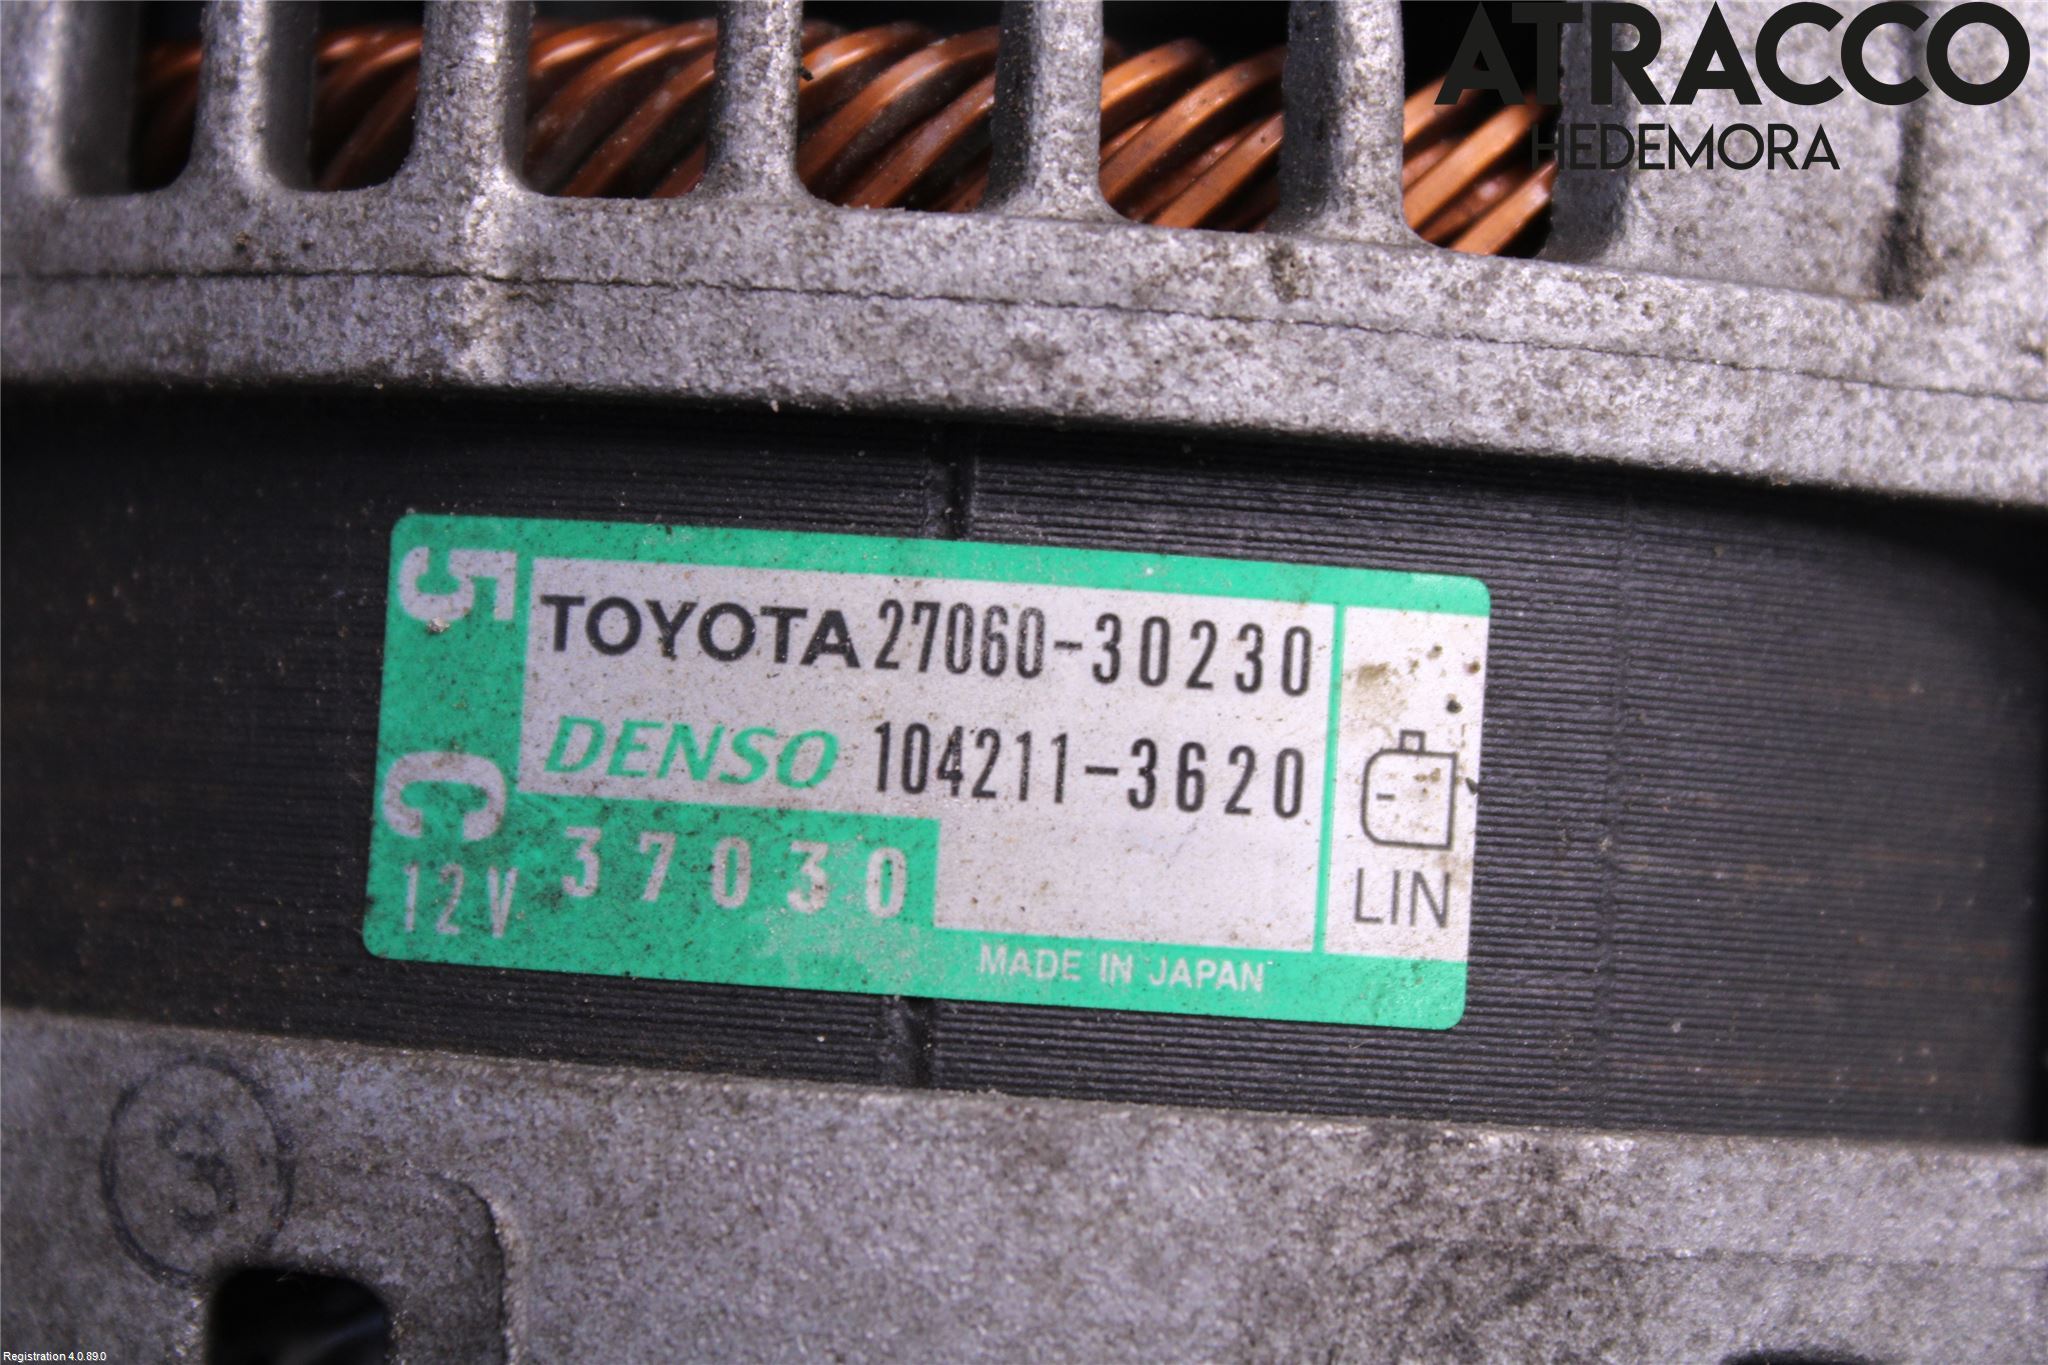 ATRACCO
HEDEMORA
5 C
TOYOTA 27060-30230
DENSO 104211-3620
12V 37030
LIN
MADE IN JAPAN
3
Registration 4.0.89.0